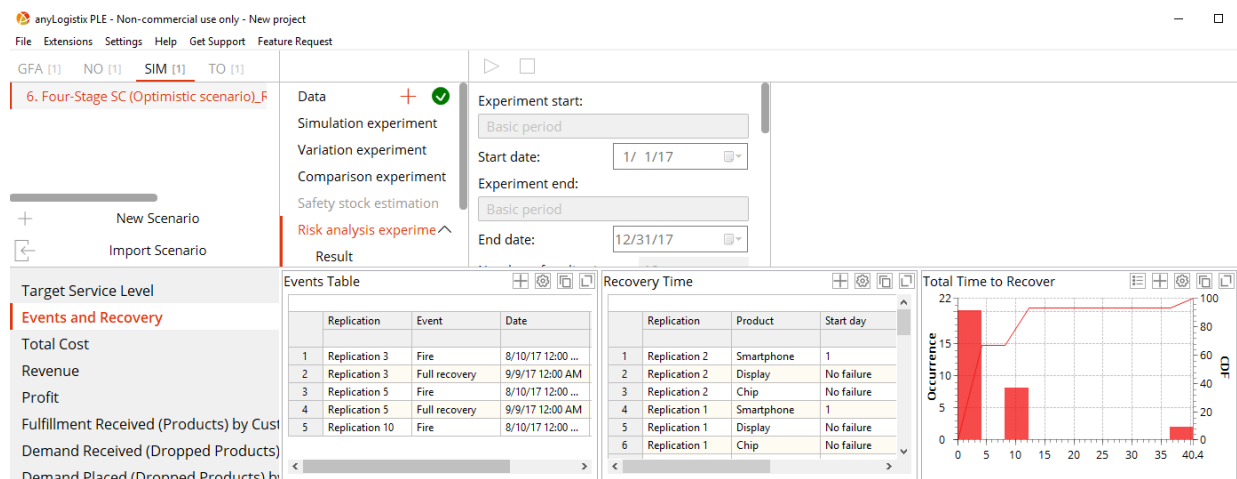 anyLogistix PLE - Non-commercial use only - New project
File Extensions Settings Help Get Support Feature Request
GFA [1] NO [1] SIM [1] TO [1]
6. Four-Stage SC (Optimistic scenario)_R
New Scenario
Import Scenario
Data
Simulation experiment
Variation experiment
Comparison experiment
Safety stock estimation
Risk analysis experime
Result
Experiment start:
Basic period
Start date: 1/ 1/17
Experiment end:
Basic period
End date: 12/31/17
Target Service Level
Events and Recovery
Total Cost
Revenue
Profit
Fulfillment Received (Products) by Cust
Demand Received (Dropped Products)
Demand Placed (Dropped Products) b
Events Table
Replication Event Date
1 Replication 3 Fire 8/10/17 12:00 ...
2 Replication 3 Full recovery 9/9/17 12:00 AM
3 Replication 5 Fire 8/10/17 12:00 ...
4 Replication 5 Full recovery 9/9/17 12:00 AM
5 Replication 10 Fire 8/10/17 12:00 ...
Recovery Time
Replication Product Start day
1 Replication 2 Smartphone 1
2 Replication 2 Display No failure
3 Replication 2 Chip No failure
4 Replication 1 Smartphone 1
5 Replication 1 Display No failure
6 Replication 1 Chip No failure
Total Time to Recover
Occurrence
22
15
10
5
0
0 5 10 15 20 25 30 35 40.4
100
80
60
40
20
0
CDF